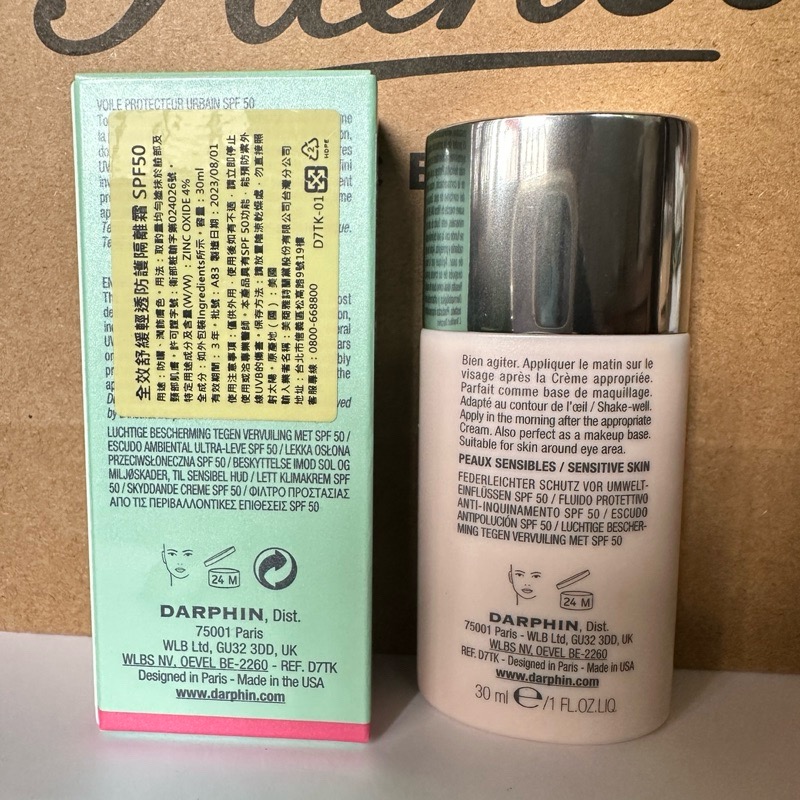 VOILE PROTECTEUR URBAIN SPF 50
全效舒緩輕透防護隔離霜 SPF50
用途：防曬、潤飾膚色。用法：取酌量均勻塗抹於臉部及
頸部肌膚。許可證字號：衛部粧輸字第024026號。
特定用途成分及含量(W/W)：ZINC OXIDE 4%
全成分：如外包裝Ingredients所示。容量：30ml
有效期間：3年。批號：A83 製造日期：2023/08/01
使用注意事項：僅供外用。使用後如有不適，請立即停止
使用或洽專業醫師。本產品具有SPF 50功能，能預防紫外
線UVB的傷害。保存方法：請放置陰涼乾燥處，勿直接照
射太陽。原產地（國）：美國
輸入業者名稱：美商雅詩蘭黛股份有限公司台灣分公司
地址：台北市信義區松高路9號19樓
客服專線：0800-668800
D7TK-01
2
HDPE
LUCHTIGE BESCHERMING TEGEN VERVUILING MET SPF 50 /
ESCUDO AMBIENTAL ULTRA-LEVE SPF 50 / LEKKA OSŁONA
PRZECIWSŁONECZNA SPF 50 / BESKYTTELSE IMOD SOL OG
MILJØSKADER, TIL SENSIBEL HUD / LETT KLIMAKREM SPF
50 / SKYDDANDE CREME SPF 50 / ΦΙΛΤΡΟ ΠΡΟΣΤΑΣΙΑΣ
ΑΠΟ ΤΙΣ ΠΕΡΙΒΑΛΛΟΝΤΙΚΕΣ ΕΠΙΘΕΣΕΙΣ SPF 50
24 M
DARPHIN, Dist.
75001 Paris
WLB Ltd, GU32 3DD, UK
WLBS NV, OEVEL BE-2260 - REF. D7TK
Designed in Paris - Made in the USA
www.darphin.com
Bien agiter. Appliquer le matin sur le
visage après la Crème appropriée.
Parfait comme base de maquillage.
Adapté au contour de l'œil / Shake-well.
Apply in the morning after the appropriate
Cream. Also perfect as a makeup base.
Suitable for skin around eye area.
PEAUX SENSIBLES / SENSITIVE SKIN
FEDERLEICHTER SCHUTZ VOR UMWELT-
EINFLÜSSEN SPF 50 / FLUIDO PROTETTIVO
ANTI-INQUINAMENTO SPF 50 / ESCUDO
ANTIPOLUCIÓN SPF 50 / LUCHTIGE BESCHER-
MING TEGEN VERVUILING MET SPF 50
24 M
DARPHIN, Dist.
75001 Paris - WLB Ltd, GU32 3DD, UK
WLBS NV, OEVEL BE-2260
REF. D7TK - Designed in Paris - Made in USA
www.darphin.com
30 ml ℮/1 FL.OZ.LIQ.